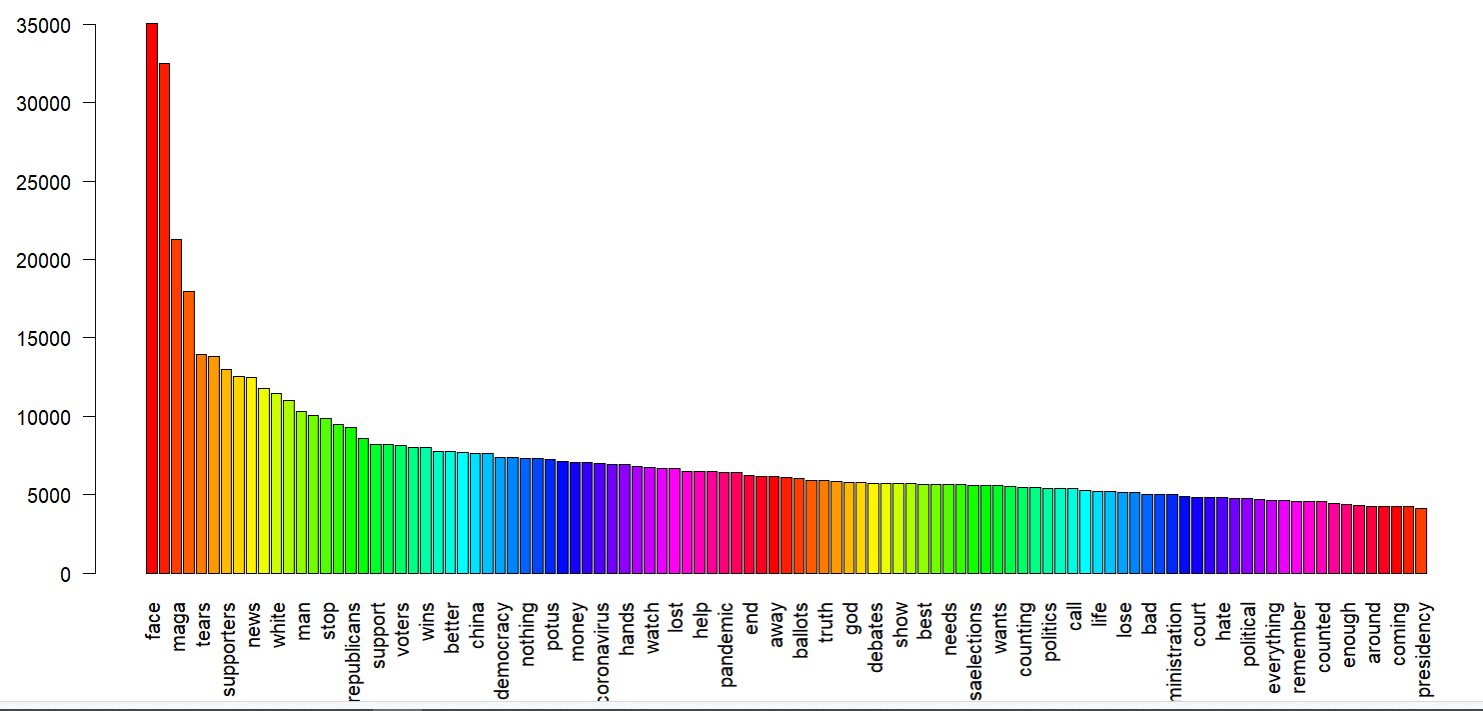 35000
30000
25000
20000
15000
10000
5000
0
face
maga
tears
supporters
news
white
man
stop
republicans
support
voters
wins
better
china
democracy
nothing
potus
money
coronavirus
hands
watch
lost
help
pandemic
end
away
ballots
truth
god
debates
show
best
needs
saelections
wants
counting
politics
call
life
lose
bad
ministration
court
hate
political
everything
remember
counted
enough
around
coming
presidency